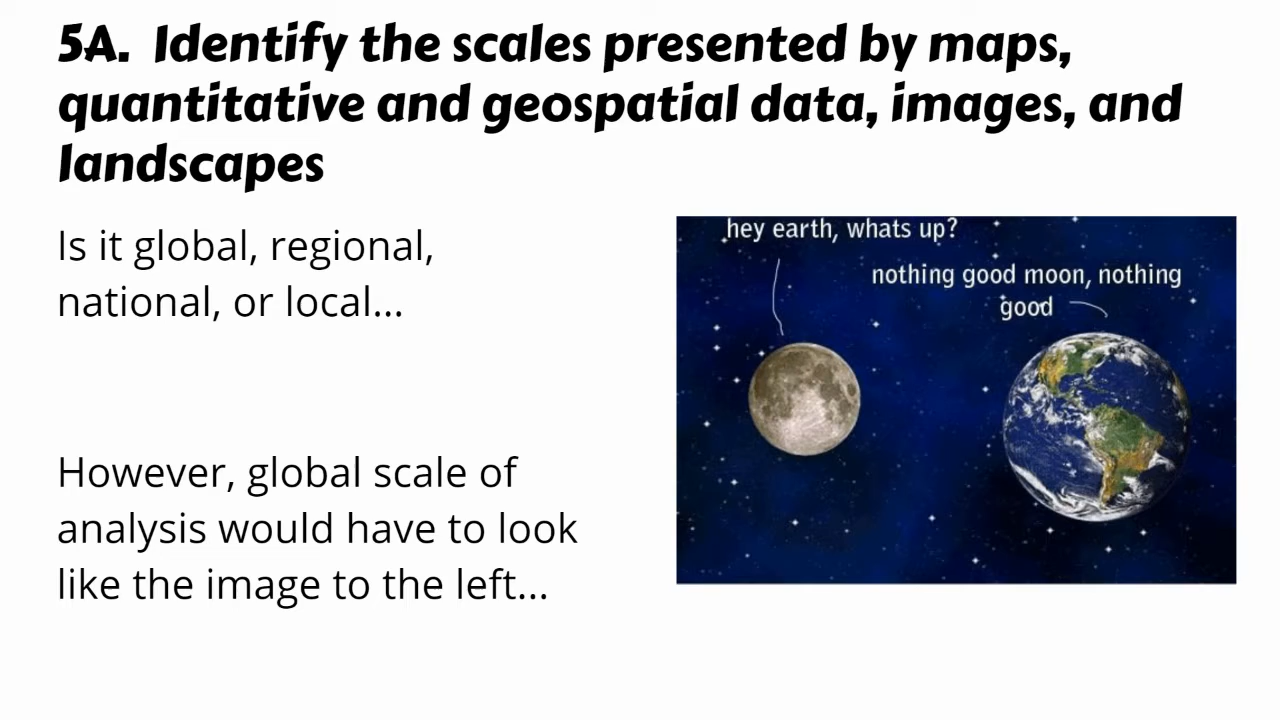 5A.  Identify the scales presented by maps,
quantitative and geospatial data, images, and
landscapes
Is it global, regional,
national, or local...
However, global scale of
analysis would have to look
like the image to the left...
hey earth, whats up?
nothing good moon, nothing
good